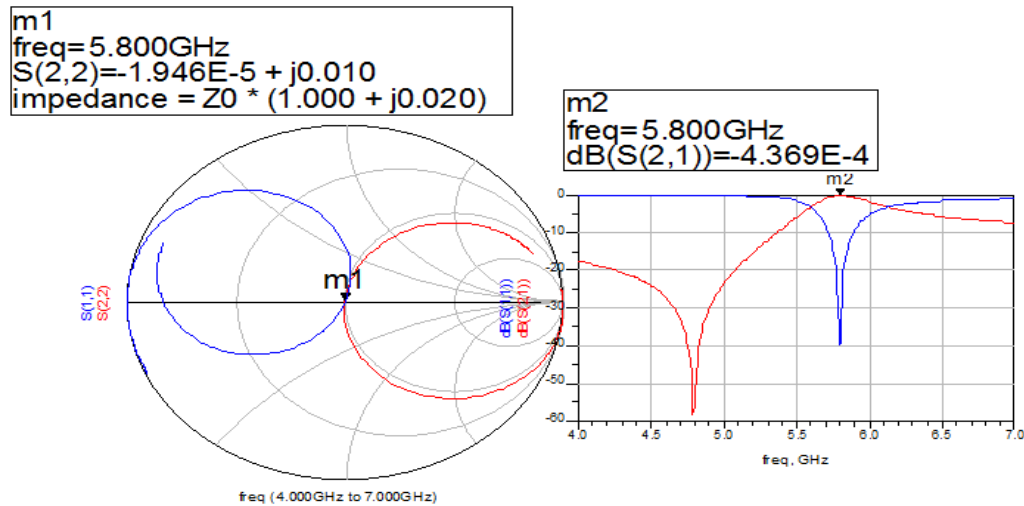 m1
freq=5.800GHz
S(2,2)=-1.946E-5 + j0.010
impedance = Z0 * (1.000 + j0.020)
m2
freq=5.800GHz
dB(S(2,1))=-4.369E-4
m1
S(1,1)
S(2,2)
freq (4.000GHz to 7.000GHz)
m2
dB(S(1,1))
dB(S(2,1))
0
-10
-20
-30
-40
-50
-60
4.0 4.5 5.0 5.5 6.0 6.5 7.0
freq, GHz